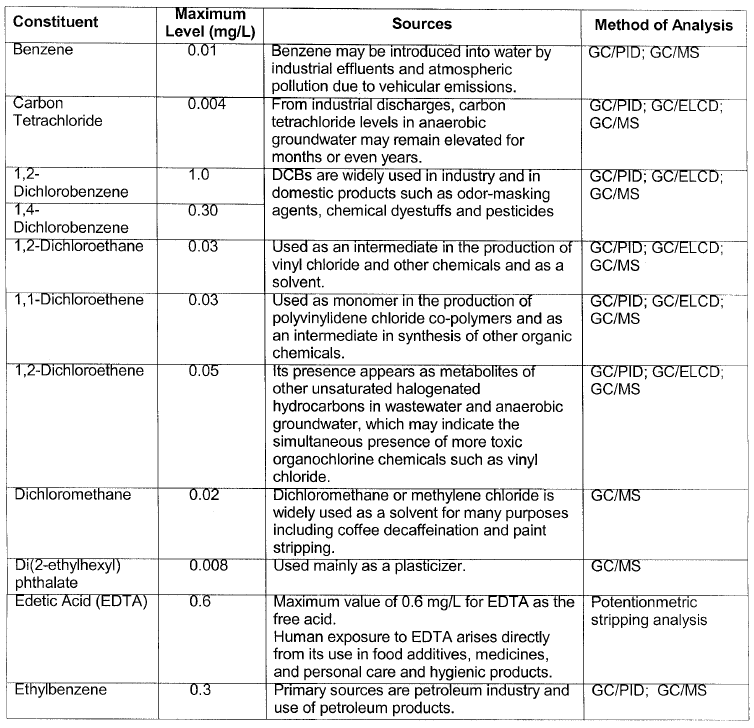 Constituent
Maximum
Level (mg/L)
Sources
Method of Analysis
Benzene
0.01
Benzene may be introduced into water by
industrial effluents and atmospheric
pollution due to vehicular emissions.
GC/PID; GC/MS
Carbon
Tetrachloride
0.004
From industrial discharges, carbon
tetrachloride levels in anaerobic
groundwater may remain elevated for
months or even years.
GC/PID; GC/ELCD;
GC/MS
1,2-
Dichlorobenzene
1.0
DCBs are widely used in industry and in
domestic products such as odor-masking
agents, chemical dyestuffs and pesticides
GC/PID; GC/ELCD;
GC/MS
1,4-
Dichlorobenzene
0.30
1,2-Dichloroethane
0.03
Used as an intermediate in the production of
vinyl chloride and other chemicals and as a
solvent.
GC/PID; GC/ELCD;
GC/MS
1,1-Dichloroethene
0.03
Used as monomer in the production of
polyvinylidene chloride co-polymers and as
an intermediate in synthesis of other organic
chemicals.
GC/PID; GC/ELCD;
GC/MS
1,2-Dichloroethene
0.05
Its presence appears as metabolites of
other unsaturated halogenated
hydrocarbons in wastewater and anaerobic
groundwater, which may indicate the
simultaneous presence of more toxic
organochlorine chemicals such as vinyl
chloride.
GC/PID; GC/ELCD;
GC/MS
Dichloromethane
0.02
Dichloromethane or methylene chloride is
widely used as a solvent for many purposes
including coffee decaffeination and paint
stripping.
GC/MS
Di(2-ethylhexyl)
phthalate
0.008
Used mainly as a plasticizer.
GC/MS
Edetic Acid (EDTA)
0.6
Maximum value of 0.6 mg/L for EDTA as the
free acid.
Human exposure to EDTA arises directly
from its use in food additives, medicines,
and personal care and hygienic products.
Potentionmetric
stripping analysis
Ethylbenzene
0.3
Primary sources are petroleum industry and
use of petroleum products.
GC/PID; GC/MS